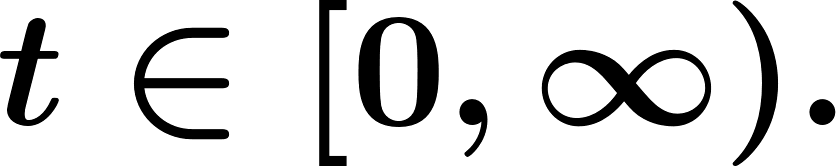 t ∈ [0, ∞).